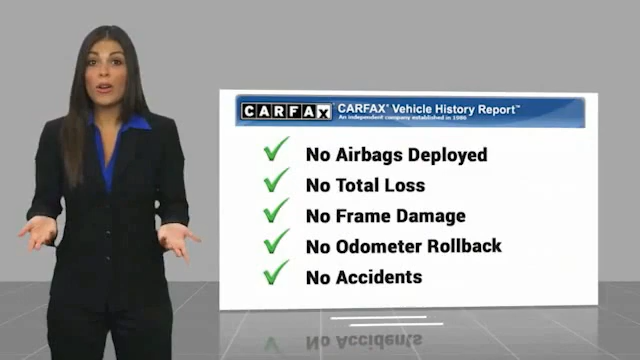 CARFAX CARFAX® Vehicle History Report™
An independent company established in 1986
No Airbags Deployed
No Total Loss
No Frame Damage
No Odometer Rollback
No Accidents